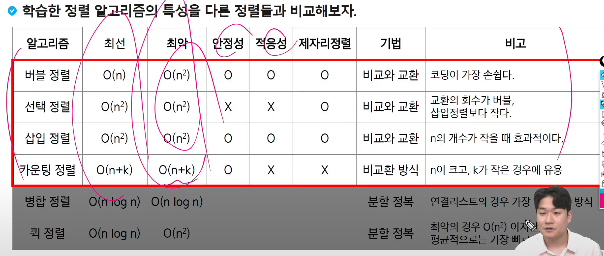 학습한 정렬 알고리즘의 특성을 다른 정렬들과 비교해보자.
알고리즘 최선 최악 안정성 적응성 제자리정렬 기법 비고
버블 정렬 O(n) O(n²) O O O 비교와 교환 코딩이 가장 손쉽다.
선택 정렬 O(n²) O(n²) X X O 비교와 교환 교환의 회수가 버블,
삽입정렬보다 작다.
삽입 정렬 O(n²) O(n²) O O O 비교와 교환 n의 개수가 작을 때 효과적이다.
카운팅 정렬 O(n+k) O(n+k) O X X 비교환 방식 n이 크고, k가 작은 경우에 유용
병합 정렬 O(n log n) O(n log n) 분할 정복 연결리스트의 경우 가장 방식
퀵 정렬 O(n log n) O(n²) 분할 정복 최악의 경우 O(n²)
평균적으로는 가장